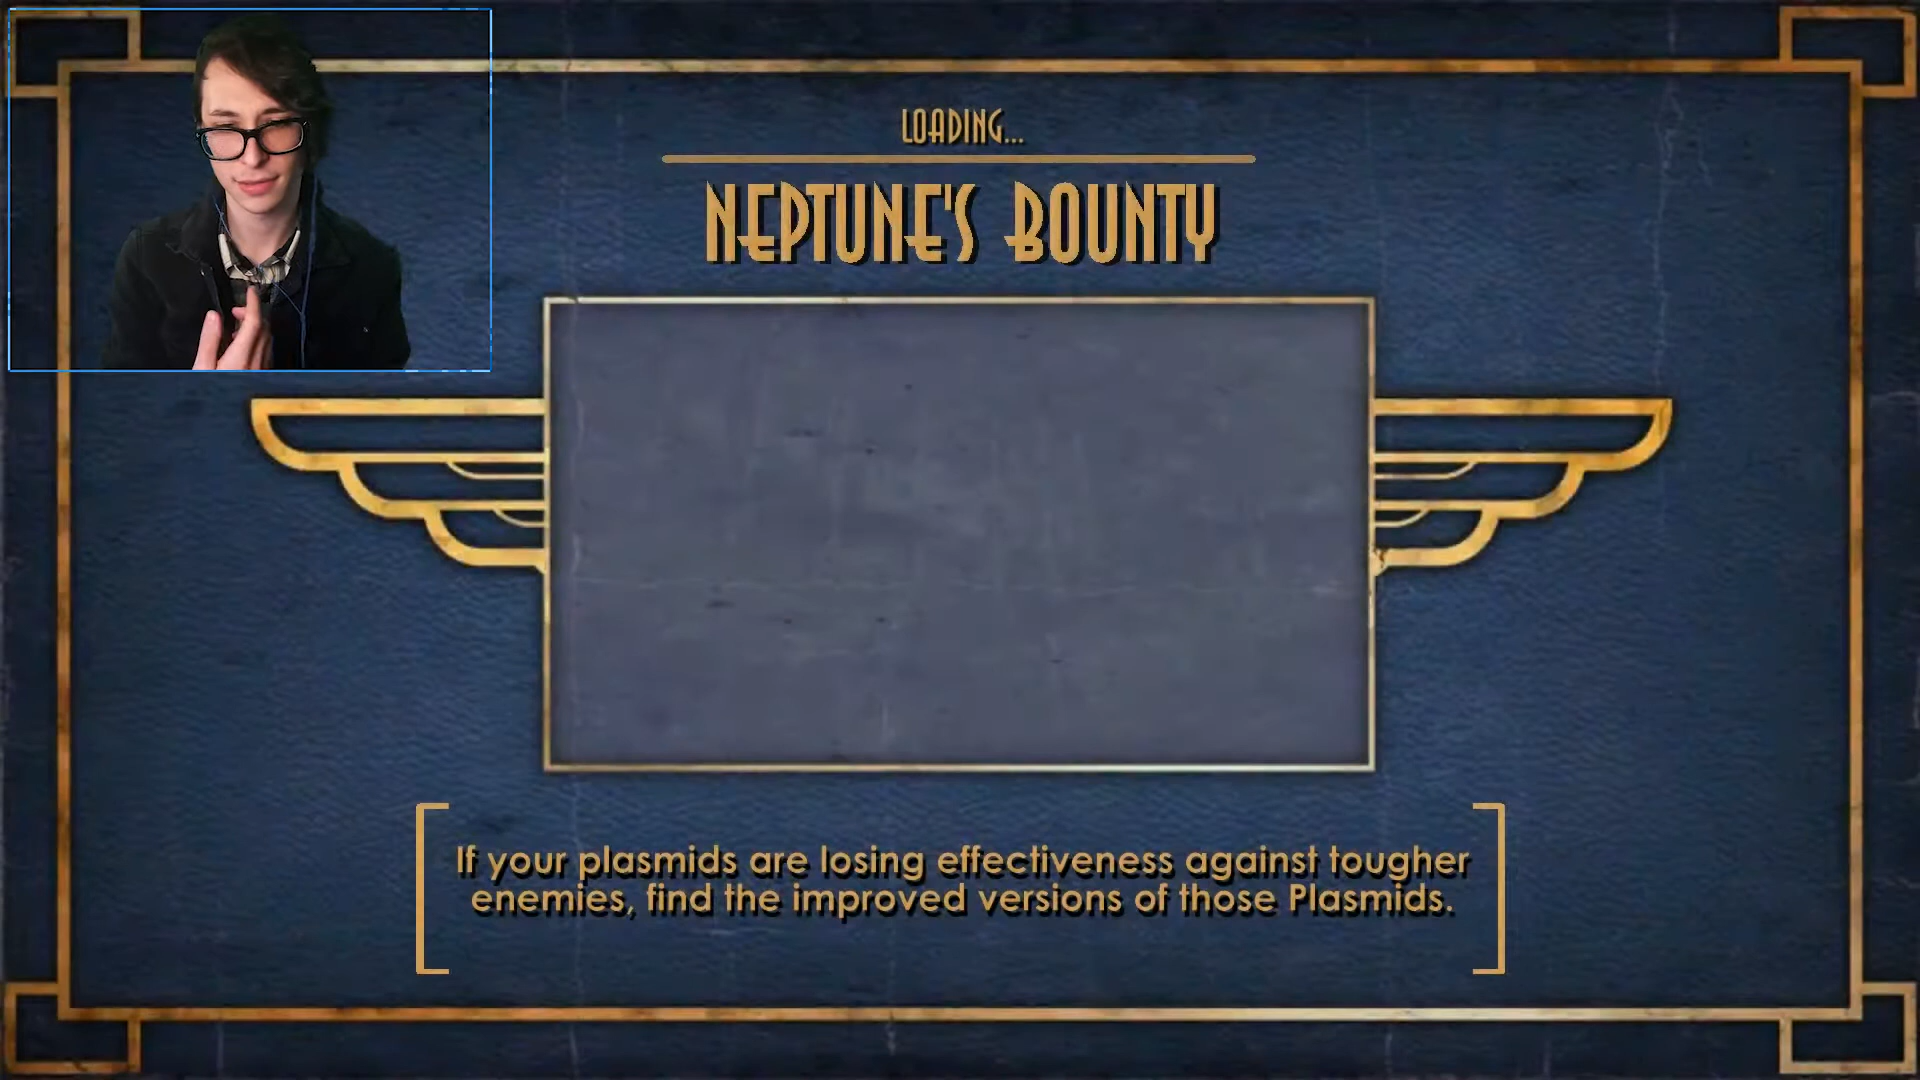 LOADING...
NEPTUNE'S BOUNTY
If your plasmids are losing effectiveness against tougher
enemies, find the improved versions of those Plasmids.